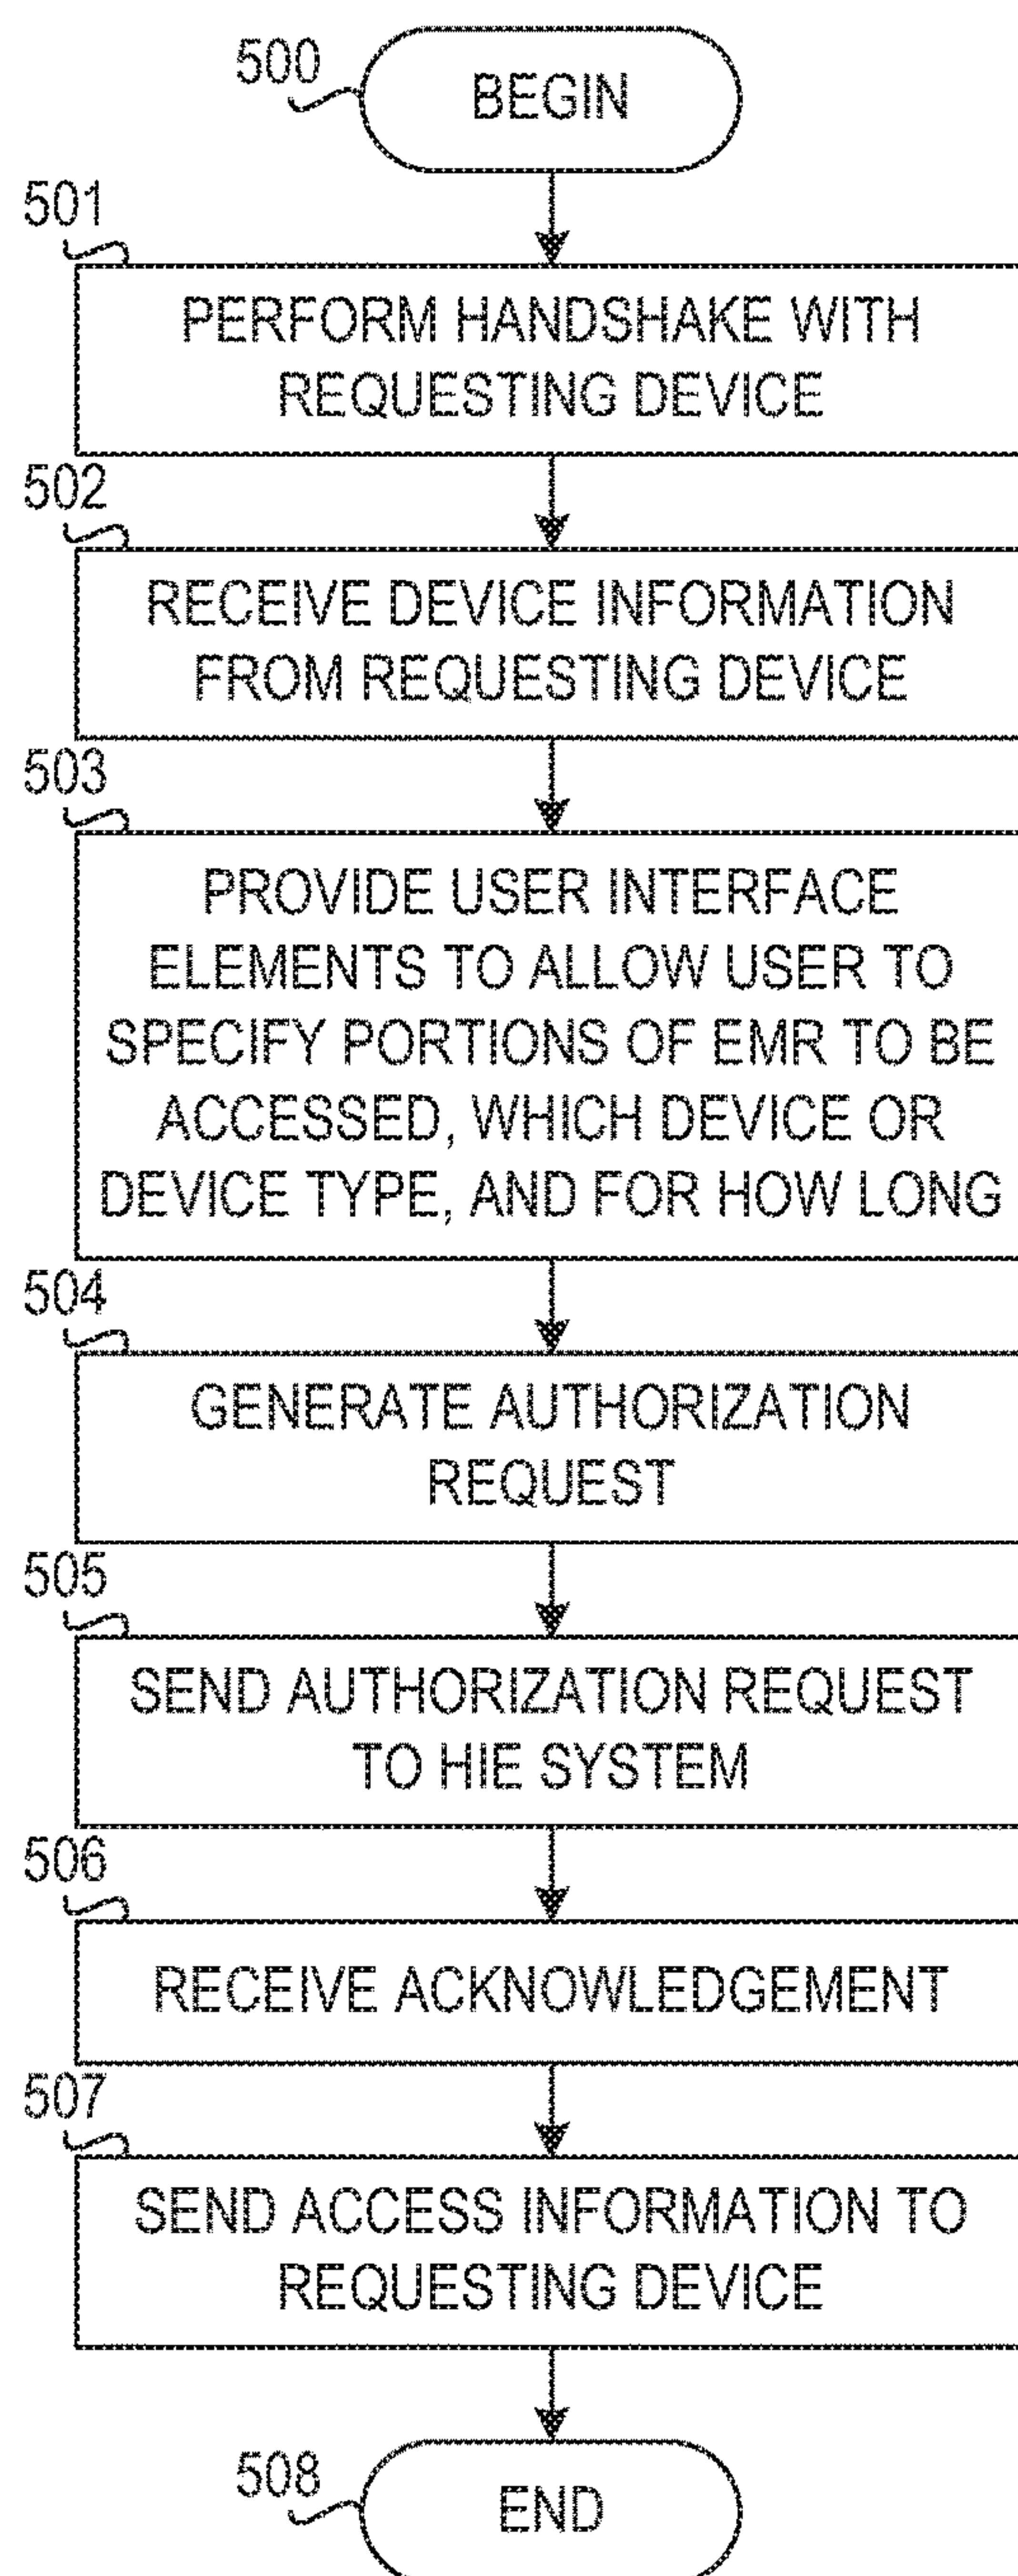 500
BEGIN
501
PERFORM HANDSHAKE WITH
REQUESTING DEVICE
502
RECEIVE DEVICE INFORMATION
FROM REQUESTING DEVICE
503
PROVIDE USER INTERFACE
ELEMENTS TO ALLOW USER TO
SPECIFY PORTIONS OF EMR TO BE
ACCESSED, WHICH DEVICE OR
DEVICE TYPE, AND FOR HOW LONG
504
GENERATE AUTHORIZATION
REQUEST
505
SEND AUTHORIZATION REQUEST
TO HIE SYSTEM
506
RECEIVE ACKNOWLEDGEMENT
507
SEND ACCESS INFORMATION TO
REQUESTING DEVICE
508
END